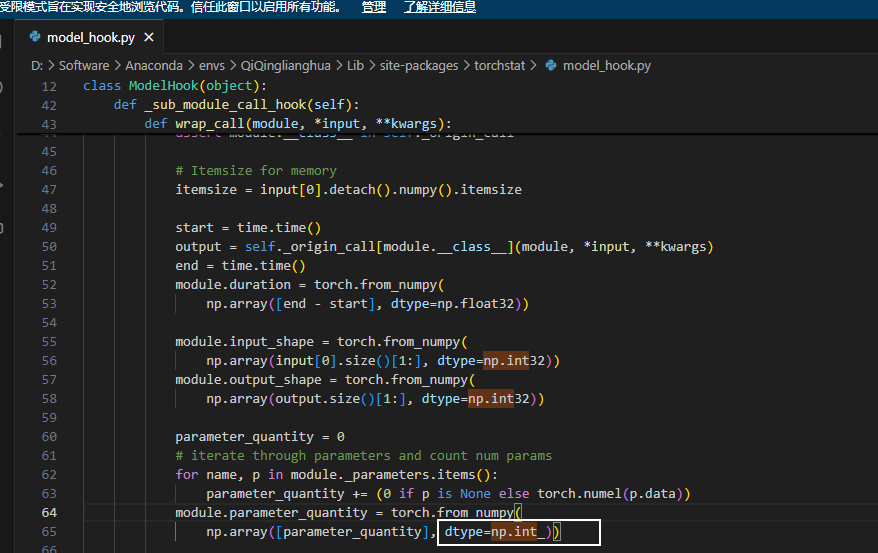 受限模式旨在实现安全地浏览代码。信任此窗口以启用所有功能。 管理 了解详细信息
model_hook.py ×
D: > Software > Anaconda > envs > QiQinglianghua > Lib > site-packages > torchstat > model_hook.py
12 class ModelHook(object):
42 def _sub_module_call_hook(self):
43 def wrap_call(module, *input, **kwargs):
44 assert module.__class__ in self._origin_call
45
46 # Itemsize for memory
47 itemsize = input[0].detach().numpy().itemsize
48
49 start = time.time()
50 output = self._origin_call[module.__class__](module, *input, **kwargs)
51 end = time.time()
52 module.duration = torch.from_numpy(
53 np.array([end - start], dtype=np.float32))
54
55 module.input_shape = torch.from_numpy(
56 np.array(input[0].size()[1:], dtype=np.int32))
57 module.output_shape = torch.from_numpy(
58 np.array(output.size()[1:], dtype=np.int32))
59
60 parameter_quantity = 0
61 # iterate through parameters and count num params
62 for name, p in module._parameters.items():
63 parameter_quantity += (0 if p is None else torch.numel(p.data))
64 module.parameter_quantity = torch.from_numpy(
65 np.array([parameter_quantity], dtype=np.int_))
66